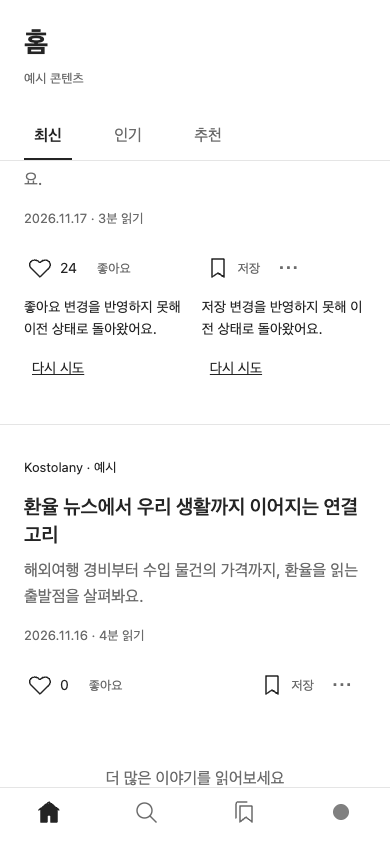 홈
예시 콘텐츠
최신 인기 추천
요.
2026.11.17 · 3분 읽기
24 좋아요 저장
좋아요 변경을 반영하지 못해
이전 상태로 돌아왔어요.
다시 시도
저장 변경을 반영하지 못해 이
전 상태로 돌아왔어요.
다시 시도
Kostolany · 예시
환율 뉴스에서 우리 생활까지 이어지는 연결
고리
해외여행 경비부터 수입 물건의 가격까지, 환율을 읽는
출발점을 살펴봐요.
2026.11.16 · 4분 읽기
0 좋아요 저장
더 많은 이야기를 읽어보세요